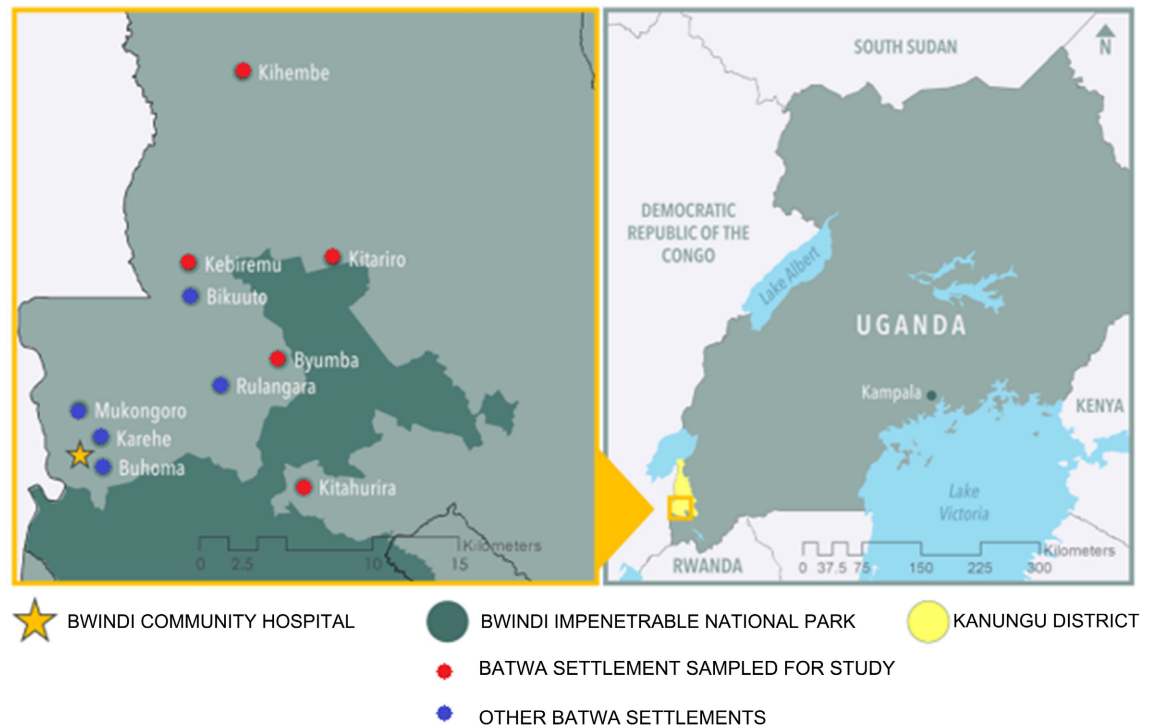 Kihembe
Kebiremu
Kitariro
Bikuuto
Byumba
Rulangara
Mukongoro
Karehe
Buhoma
Kitahurira
Kilometers
0 2.5 10 15
N
SOUTH SUDAN
DEMOCRATIC
REPUBLIC OF THE
CONGO
Lake Albert
UGANDA
Kampala
KENYA
Lake
Victoria
RWANDA
Kilometers
0 37.5 75 150 225 300
BWINDI COMMUNITY HOSPITAL
BWINDI IMPENETRABLE NATIONAL PARK
KANUNGU DISTRICT
BATWA SETTLEMENT SAMPLED FOR STUDY
OTHER BATWA SETTLEMENTS